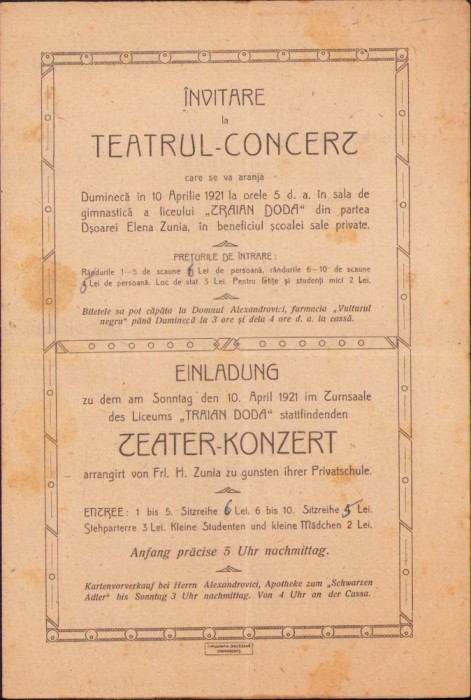 ÎNVITARE
la
TEATRUL-CONCERT
care se va aranja
Duminecă în 10 Aprilie 1921 la orele 5 d. a. în sala de
gimnastică a liceului „TRAIAN DODA" din partea
Dșoarei Elena Zunia, în beneficiul școalei sale private.
PREȚURILE DE ÎNTRARE:
Rândurile 1—5 de scaune 6 Lei de persoană, rândurile 6—10 de scaune
5 Lei de persoană. Loc de stat 3 Lei. Pentru fetițe și studenți mici 2 Lei.
Biletele sa pot căpăta la Domnul Alexandrovici, farmacia „Vulturul
negru" până Duminecă la 3 ore și dela 4 ore d. a. la cassă.
EINLADUNG
zu dem am Sonntag den 10. April 1921 im Turnsaale
des Liceums „TRAIAN DODA" stattfindenden
TEATER-KONZERT
arrangirt von Frl. H. Zunia zu gunsten ihrer Privatschule.
ENTREE: 1 bis 5. Sitzreihe 6 Lei. 6 bis 10. Sitzreihe 5 Lei.
Stehparterre 3 Lei. Kleine Studenten und kleine Mädchen 2 Lei.
Anfang präcise 5 Uhr nachmittag.
Kartenvorverkauf bei Herrn Alexandrovici, Apotheke zum „Schwarzen
Adler" bis Sonntag 3 Uhr nachmittag. Von 4 Uhr an der Cassa.